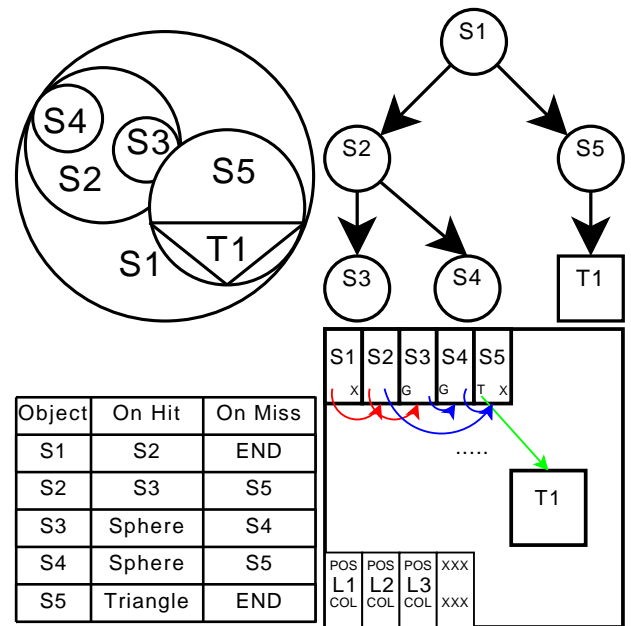 S4
S3
S2
S5
S1
T1
S1
S2
S5
S3
S4
T1
S1 S2 S3 S4 S5
X G G T X
.....
T1
POS POS POS XXX
L1 L2 L3
COL COL COL XXX
Object On Hit On Miss
S1 S2 END
S2 S3 S5
S3 Sphere S4
S4 Sphere S5
S5 Triangle END